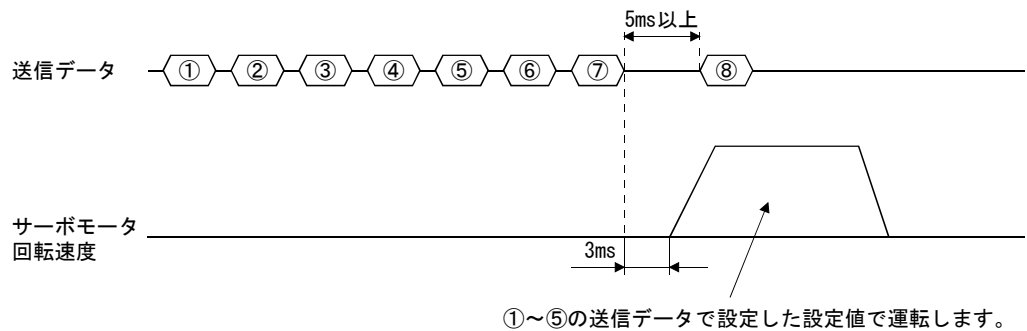 5ms以上
送信データ ① ② ③ ④ ⑤ ⑥ ⑦ ⑧
サーボモータ
回転速度
3ms
①～⑤の送信データで設定した設定値で運転します。